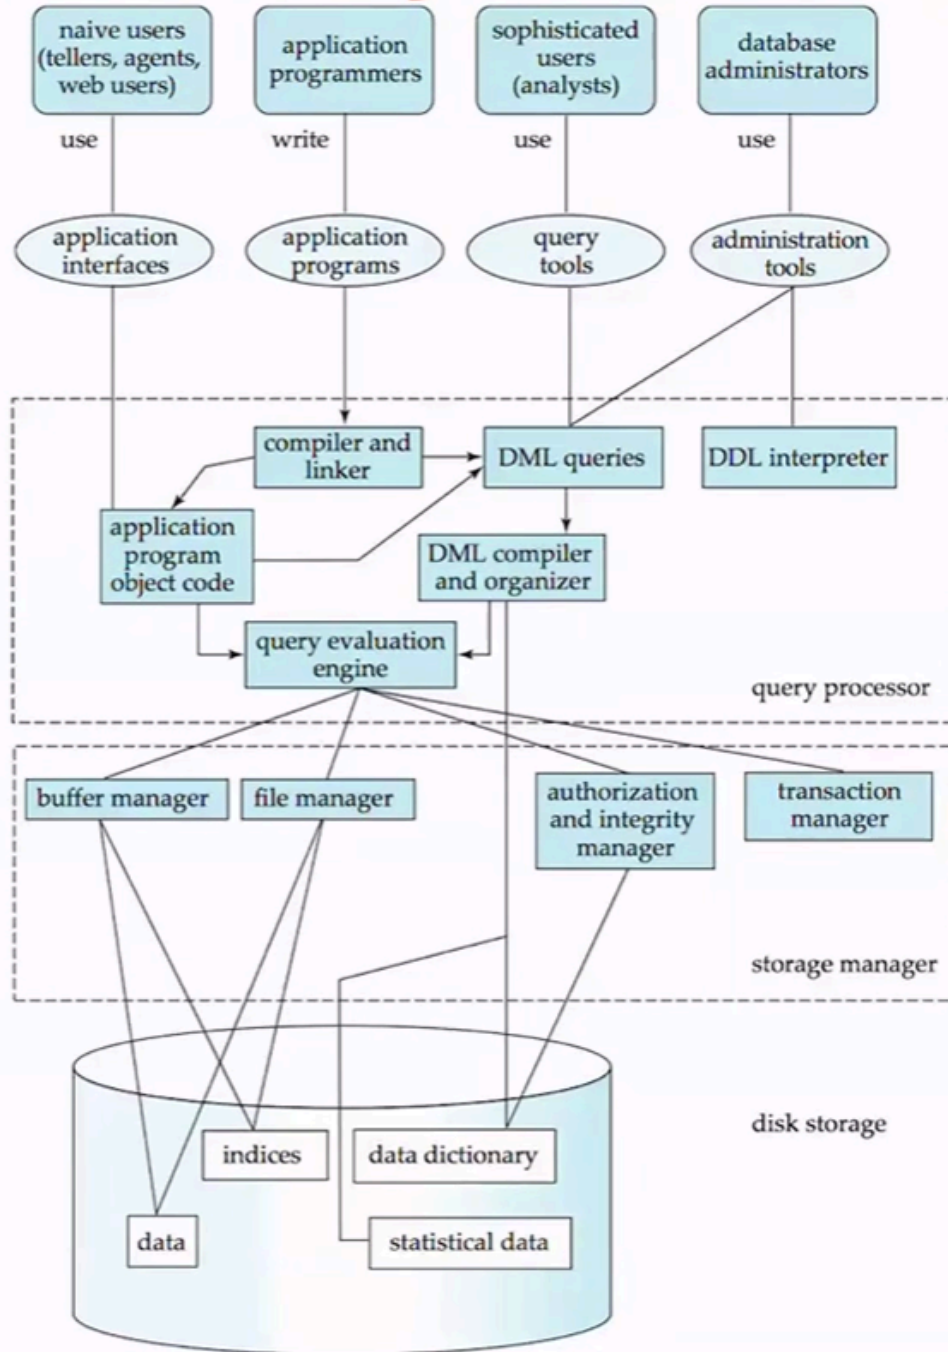 naive users
(tellers, agents,
web users)
application
programmers
sophisticated
users
(analysts)
database
administrators
use
write
use
use
application
interfaces
application
programs
query
tools
administration
tools
compiler and
linker
DML queries
DDL interpreter
application
program
object code
DML compiler
and organizer
query evaluation
engine
query processor
buffer manager
file manager
authorization
and integrity
manager
transaction
manager
storage manager
disk storage
indices
data dictionary
data
statistical data